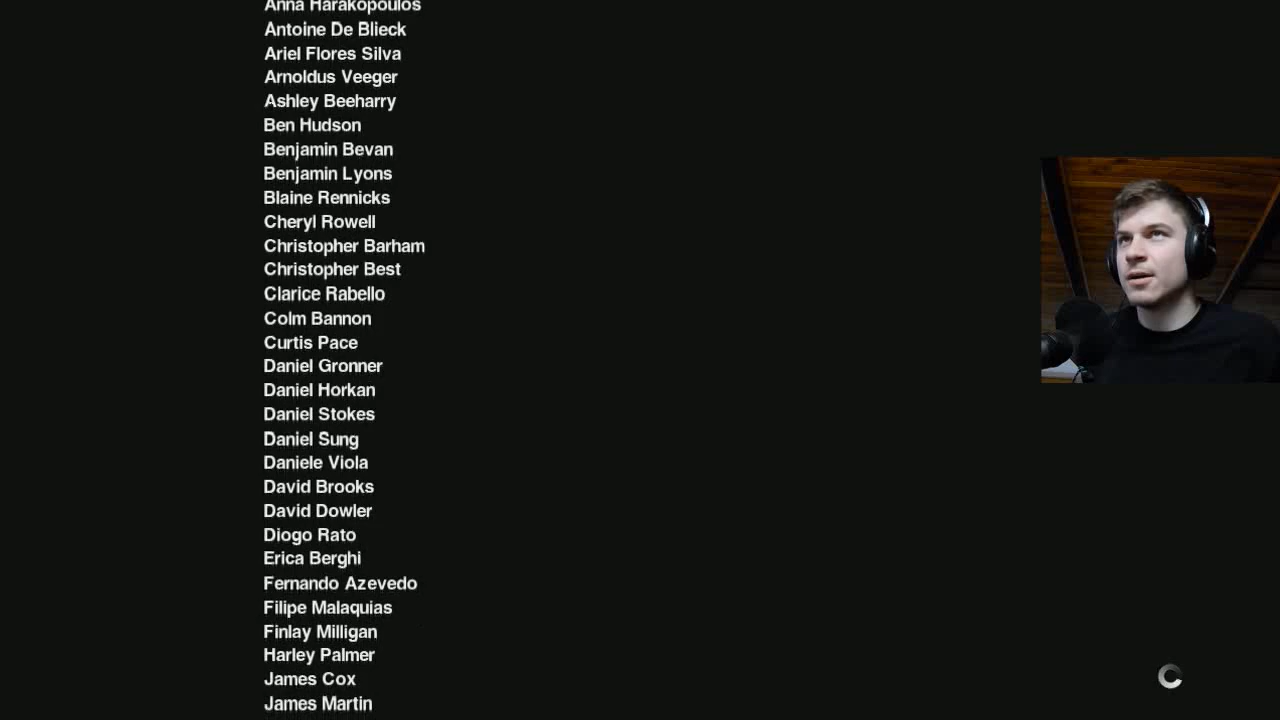 Anna Harakopoulos
Antoine De Blieck
Ariel Flores Silva
Arnoldus Veeger
Ashley Beeharry
Ben Hudson
Benjamin Bevan
Benjamin Lyons
Blaine Rennicks
Cheryl Rowell
Christopher Barham
Christopher Best
Clarice Rabello
Colm Bannon
Curtis Pace
Daniel Gronner
Daniel Horkan
Daniel Stokes
Daniel Sung
Daniele Viola
David Brooks
David Dowler
Diogo Rato
Erica Berghi
Fernando Azevedo
Filipe Malaquias
Finlay Milligan
Harley Palmer
James Cox
James Martin